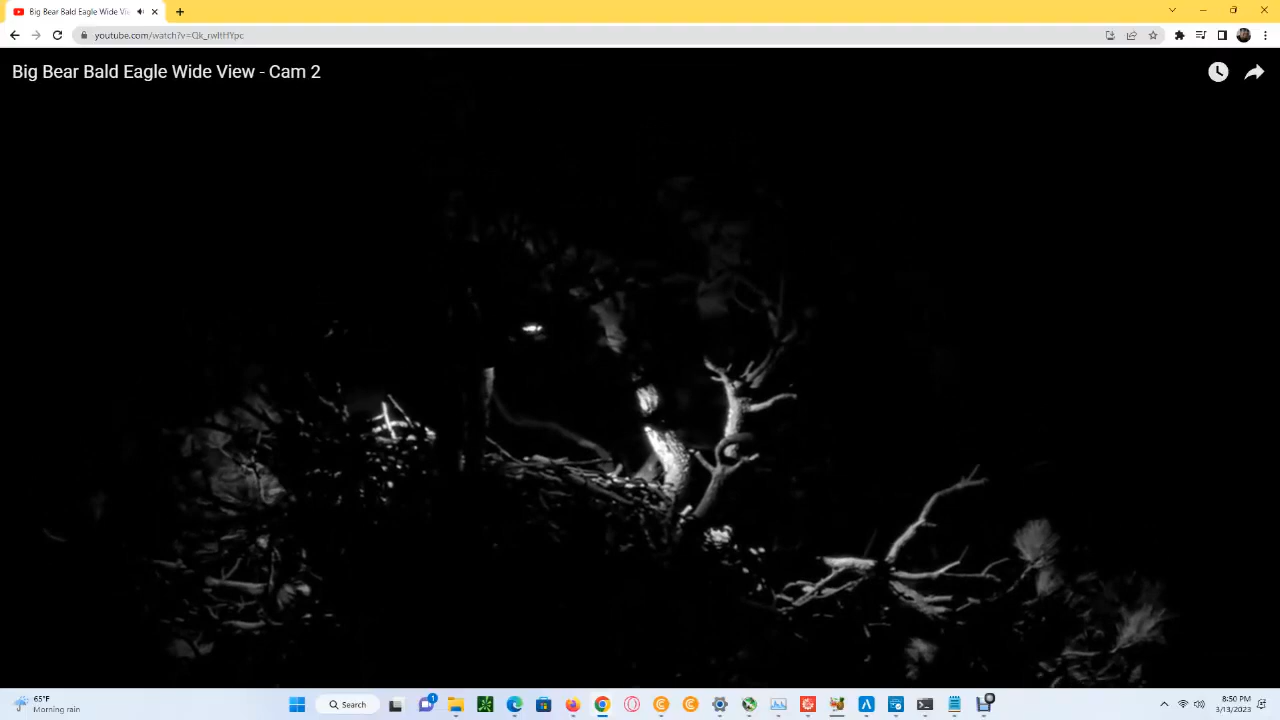 Big Bear Bald Eagle Wide Vi
youtube.com/watch?v=
Big Bear Bald Eagle Wide View - Cam 2
65°F
Morning rain
Search
1
8:50 PM
3/13/2023